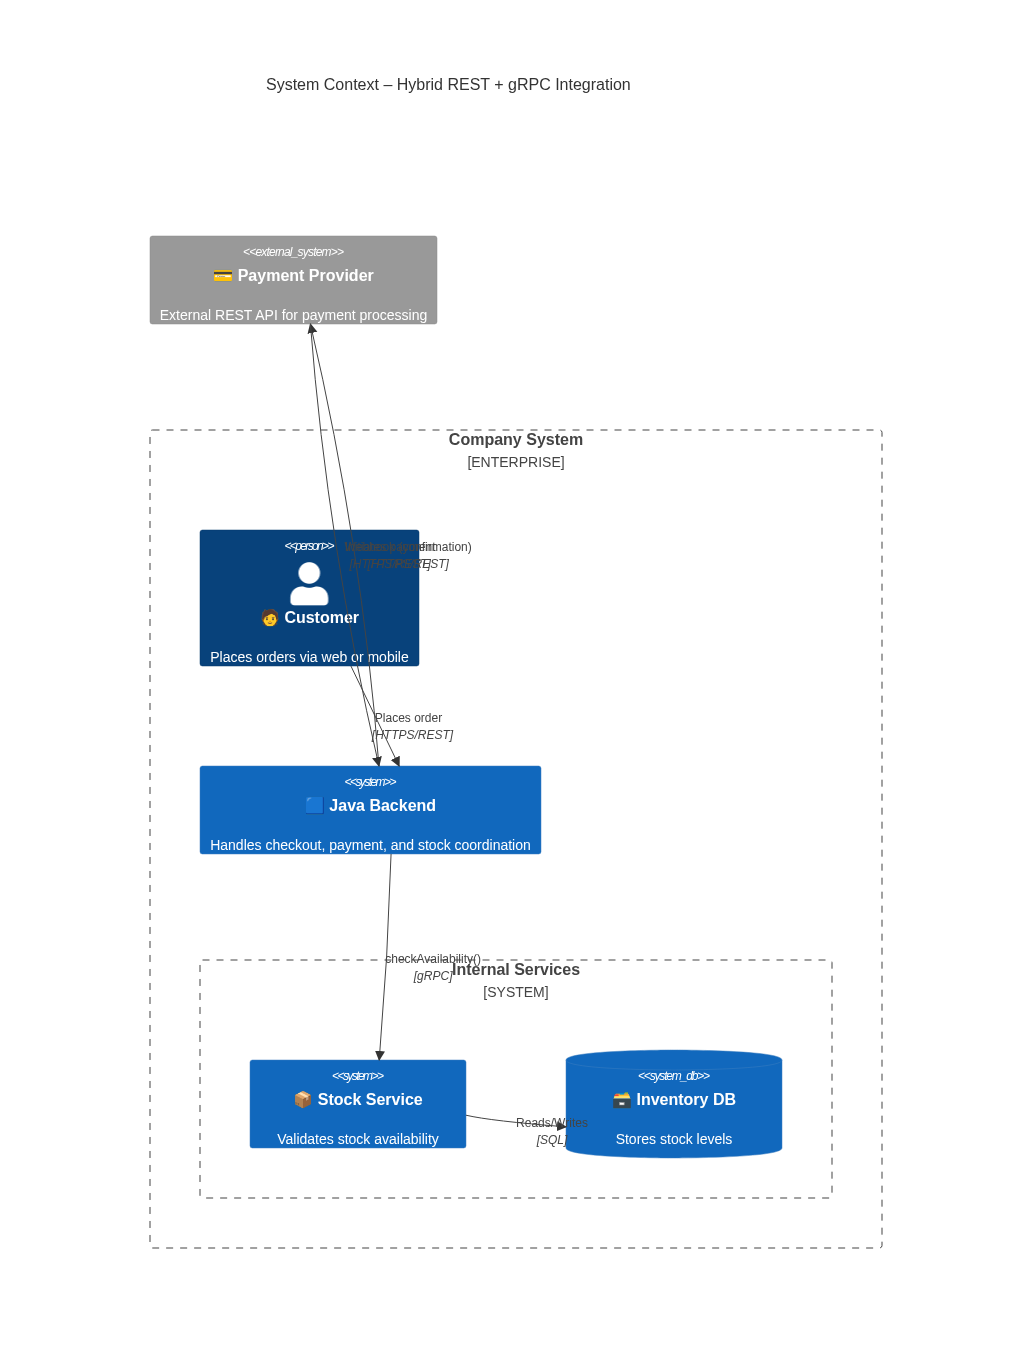 System Context – Hybrid REST + gRPC Integration
<<external_system>>
💳 Payment Provider
External REST API for payment processing
Company System
[ENTERPRISE]
<<person>>
🧑 Customer
Places orders via web or mobile
Places order
[HTTPS/REST]
<<system>>
🟦 Java Backend
Handles checkout, payment, and stock coordination
checkAvailability()
[gRPC]
Internal Services
[SYSTEM]
<<system>>
📦 Stock Service
Validates stock availability
Reads/Writes
[SQL]
<<system_db>>
🗃️ Inventory DB
Stores stock levels